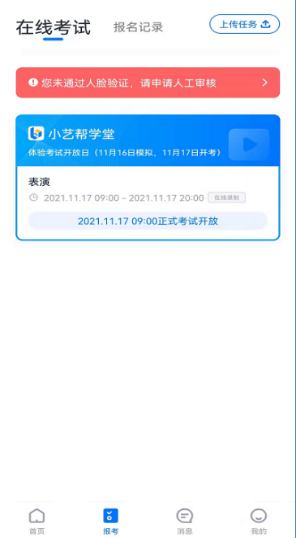 在线考试 报名记录 上传任务
您未通过人脸验证，请申请人工审核
小艺帮学堂
体验考试开放日（11月16日模拟，11月17日开考）
表演
2021.11.17 09:00 - 2021.11.17 20:00 在线录制
2021.11.17 09:00正式考试开放
首页 报考 消息 我的